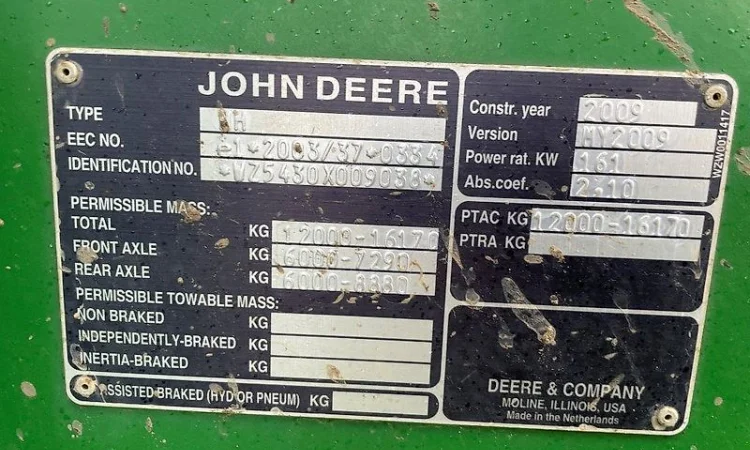 JOHN DEERE
TYPE
EEC NO. e1*2003/37*0334
IDENTIFICATION NO. *V75430X009038*
PERMISSIBLE MASS:
TOTAL KG 12000-16170
FRONT AXLE KG 6000-7290
REAR AXLE KG 6000-8880
PERMISSIBLE TOWABLE MASS:
NON BRAKED KG
INDEPENDENTLY-BRAKED KG
INERTIA-BRAKED KG
ASSISTED BRAKED (HYD OR PNEUM) KG
Constr. year 2009
Version MY2009
Power rat. KW 161
Abs.coef. 2.10
PTAC KG 12000-16170
PTRA KG
WZW0011417
DEERE & COMPANY
MOLINE, ILLINOIS, USA
Made in the Netherlands